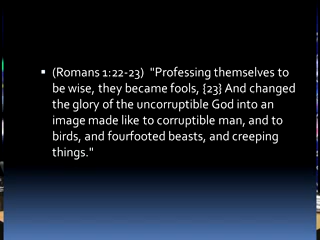 ▪ (Romans 1:22-23)  "Professing themselves to
be wise, they became fools, {23} And changed
the glory of the uncorruptible God into an
image made like to corruptible man, and to
birds, and fourfooted beasts, and creeping
things."